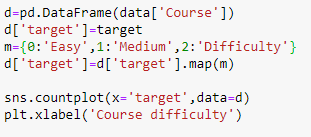 d=pd.DataFrame(data['Course'])
d['target']=target
m={0:'Easy',1:'Medium',2:'Difficulty'}
d['target']=d['target'].map(m)
sns.countplot(x='target',data=d)
plt.xlabel('Course difficulty')